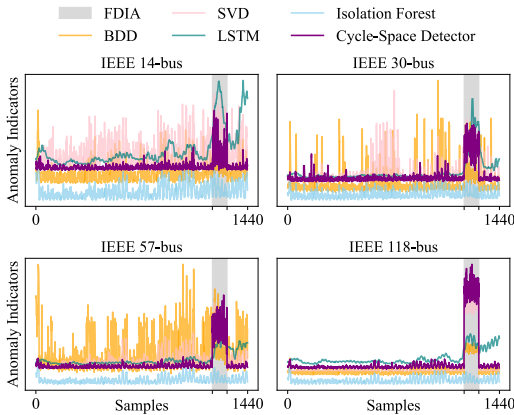 FDIA SVD Isolation Forest
BDD LSTM Cycle-Space Detector
IEEE 14-bus IEEE 30-bus
Anomaly Indicators
0 1440 0 1440
IEEE 57-bus IEEE 118-bus
Anomaly Indicators
0 1440 0 1440
Samples Samples